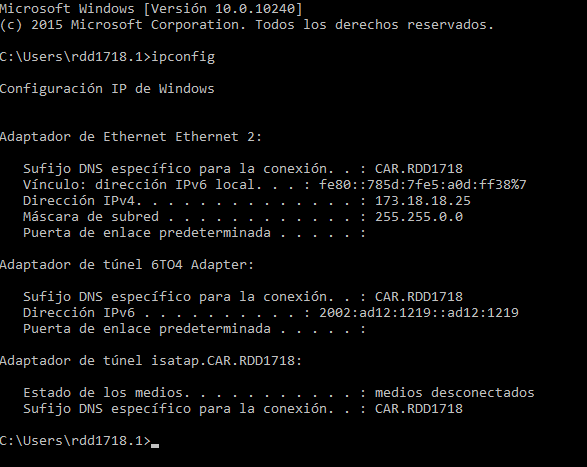 Microsoft Windows [Versión 10.0.10240]
(c) 2015 Microsoft Corporation. Todos los derechos reservados.
C:\Users\rdd1718.1>ipconfig
Configuración IP de Windows
Adaptador de Ethernet Ethernet 2:
Sufijo DNS específico para la conexión. . : CAR.RDD1718
Vínculo: dirección IPv6 local. . . : fe80::785d:7fe5:a0d:ff38%7
Dirección IPv4. . . . . . . . . . . . . . : 173.18.18.25
Máscara de subred . . . . . . . . . . . . : 255.255.0.0
Puerta de enlace predeterminada . . . . . :
Adaptador de túnel 6TO4 Adapter:
Sufijo DNS específico para la conexión. . : CAR.RDD1718
Dirección IPv6 . . . . . . . . . . : 2002:ad12:1219::ad12:1219
Puerta de enlace predeterminada . . . . . :
Adaptador de túnel isatap.CAR.RDD1718:
Estado de los medios. . . . . . . . . . . : medios desconectados
Sufijo DNS específico para la conexión. . : CAR.RDD1718
C:\Users\rdd1718.1>_